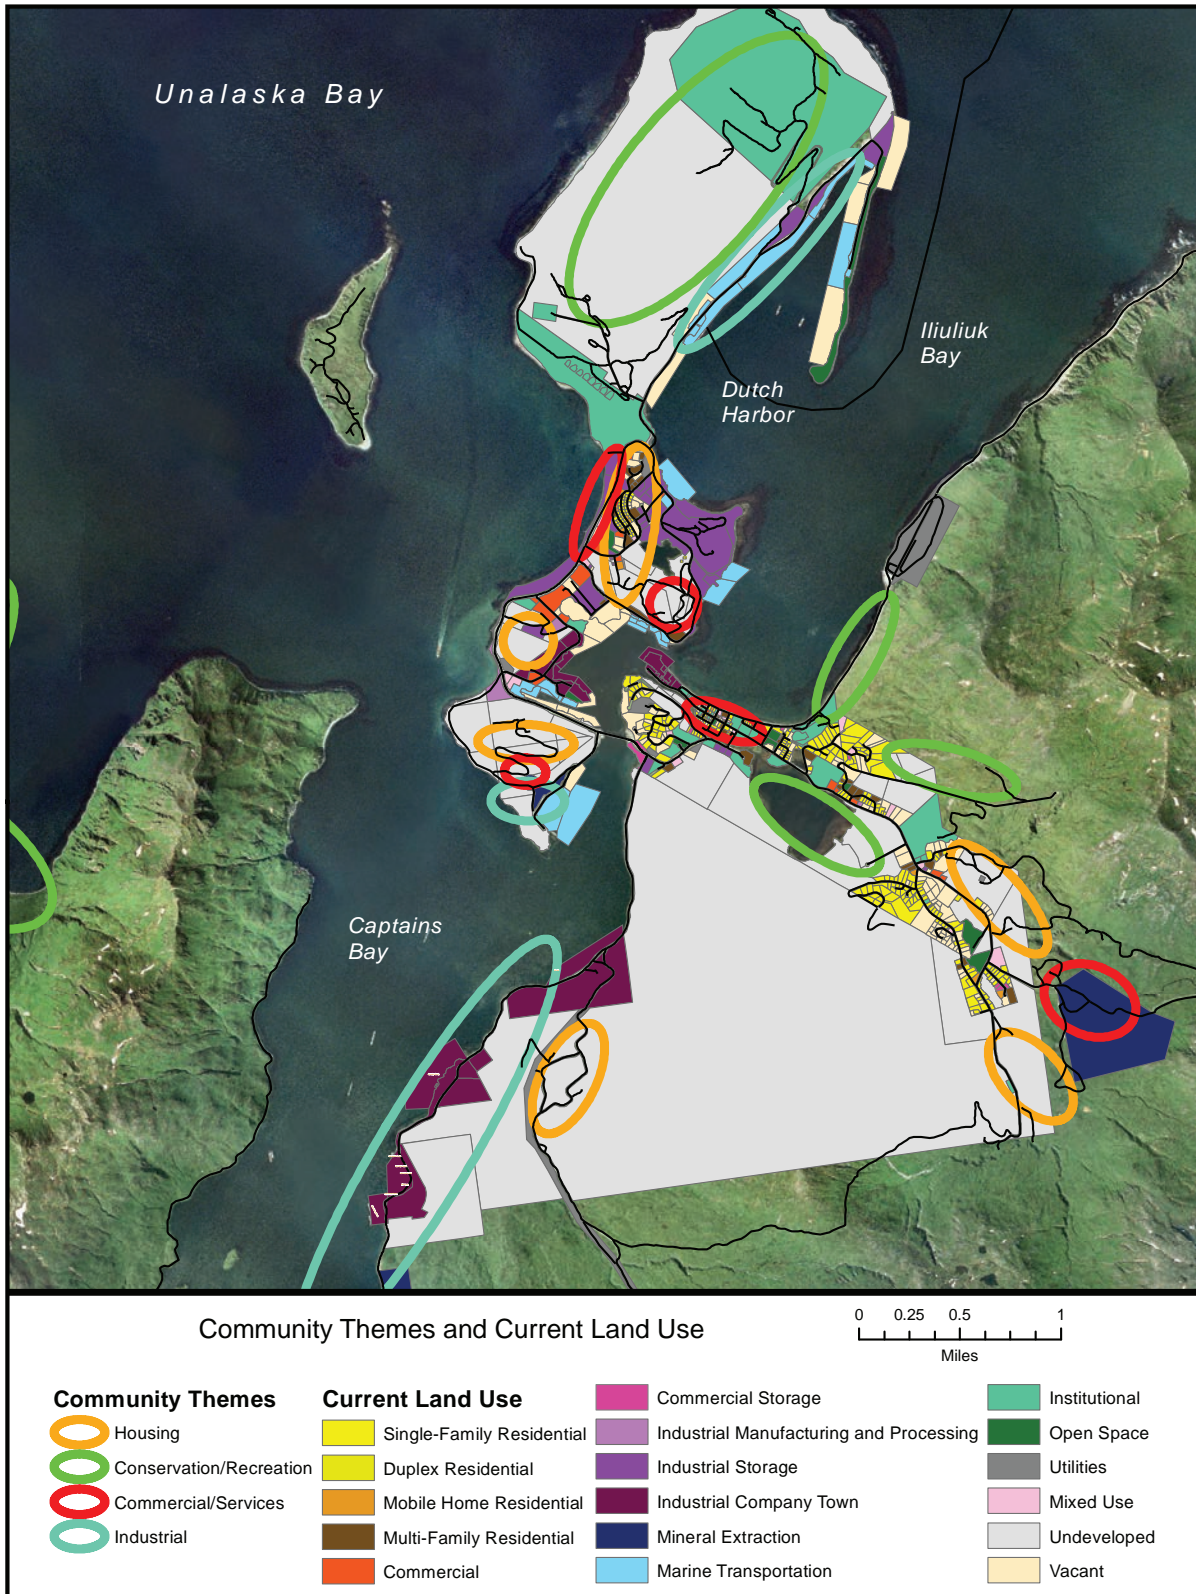 Unalaska Bay
Iliuliuk
Bay
Dutch
Harbor
Captains
Bay
Community Themes and Current Land Use
0 0.25 0.5 1
Miles
Community Themes
Housing
Conservation/Recreation
Commercial/Services
Industrial
Current Land Use
Single-Family Residential
Duplex Residential
Mobile Home Residential
Multi-Family Residential
Commercial
Commercial Storage
Industrial Manufacturing and Processing
Industrial Storage
Industrial Company Town
Mineral Extraction
Marine Transportation
Institutional
Open Space
Utilities
Mixed Use
Undeveloped
Vacant